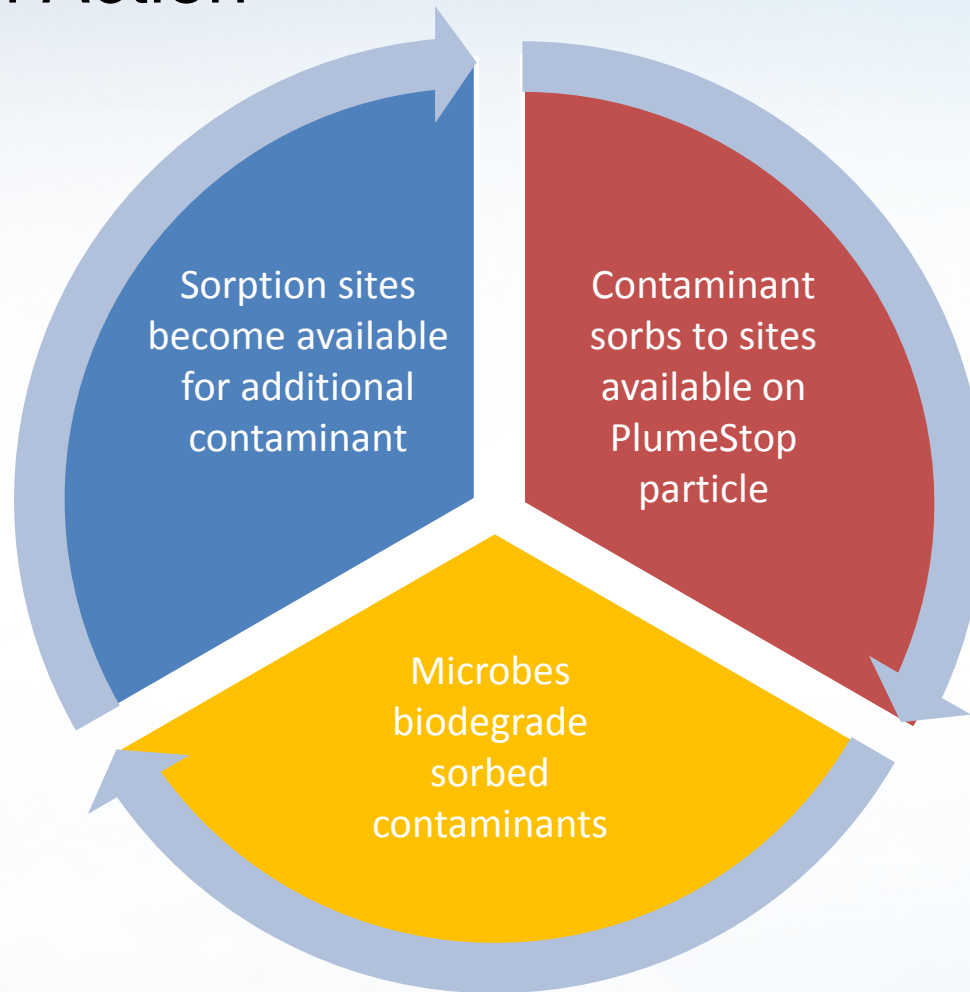 Action
Sorption sites
become available
for additional
contaminant
Contaminant
sorbs to sites
available on
PlumeStop
particle
Microbes
biodegrade
sorbed
contaminants